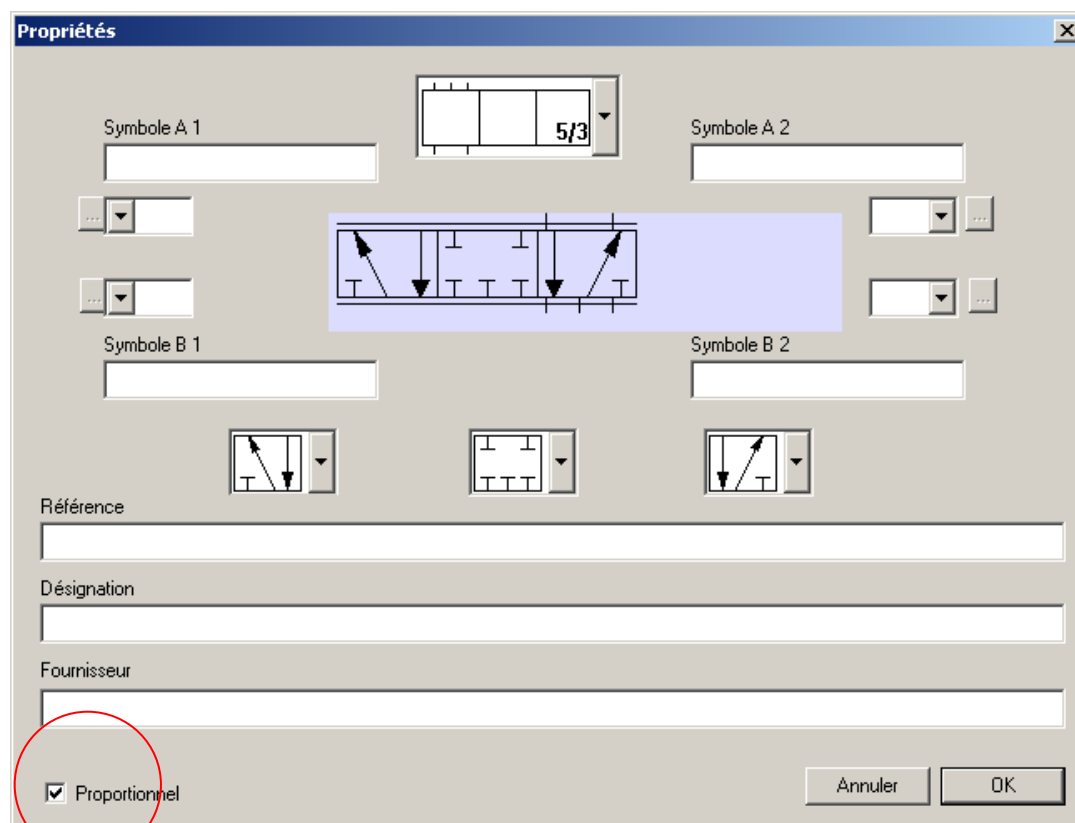 Propriétés
5/3
Symbole A 1
Symbole A 2
...
...
...
...
Symbole B 1
Symbole B 2
Référence
Désignation
Fournisseur
Proportionnel
Annuler
OK